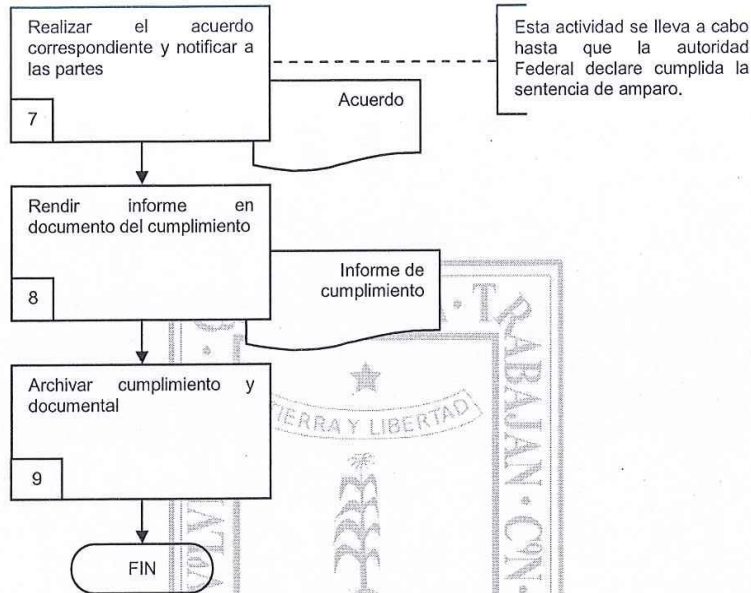 Realizar el acuerdo
correspondiente y notificar a
las partes
7
Acuerdo
Esta actividad se lleva a cabo
hasta que la autoridad
Federal declare cumplida la
sentencia de amparo.
Rendir informe en
documento del cumplimiento
8
Informe de
cumplimiento
Archivar cumplimiento y
documental
9
FIN
TIERRA Y LIBERTAD
TRABAJAN • CON •